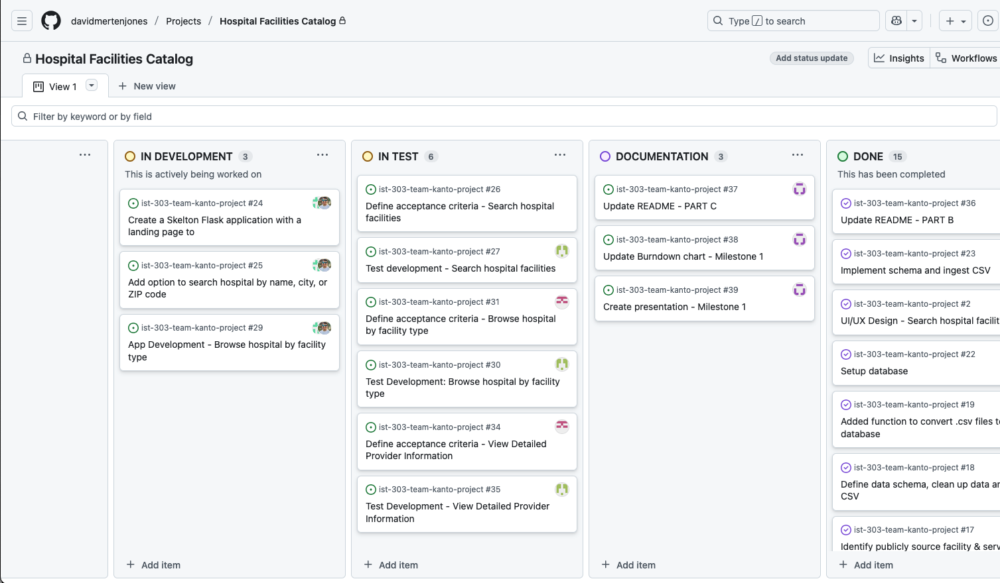 davidmertenjones / Projects / Hospital Facilities Catalog
Type / to search
Hospital Facilities Catalog
Add status update
Insights
Workflows
View 1
New view
Filter by keyword or by field
IN DEVELOPMENT 3
This is actively being worked on
ist-303-team-kanto-project #24
Create a Skelton Flask application with a
landing page to
ist-303-team-kanto-project #25
Add option to search hospital by name, city, or
ZIP code
ist-303-team-kanto-project #29
App Development - Browse hospital by facility
type
Add item
IN TEST 6
ist-303-team-kanto-project #26
Define acceptance criteria - Search hospital
facilities
ist-303-team-kanto-project #27
Test development - Search hospital facilities
ist-303-team-kanto-project #31
Define acceptance criteria - Browse hospital
by facility type
ist-303-team-kanto-project #30
Test Development: Browse hospital by facility
type
ist-303-team-kanto-project #34
Define acceptance criteria - View Detailed
Provider Information
ist-303-team-kanto-project #35
Test Development - View Detailed Provider
Information
Add item
DOCUMENTATION 3
ist-303-team-kanto-project #37
Update README - PART C
ist-303-team-kanto-project #38
Update Burndown chart - Milestone 1
ist-303-team-kanto-project #39
Create presentation - Milestone 1
Add item
DONE 15
This has been completed
ist-303-team-kanto-project #36
Update README - PART B
ist-303-team-kanto-project #23
Implement schema and ingest CSV
ist-303-team-kanto-project #2
UI/UX Design - Search hospital facilit
ist-303-team-kanto-project #22
Setup database
ist-303-team-kanto-project #19
Added function to convert .csv files t
database
ist-303-team-kanto-project #18
Define data schema, clean up data a
CSV
ist-303-team-kanto-project #17
Identify publicly source facility & serv
Add item